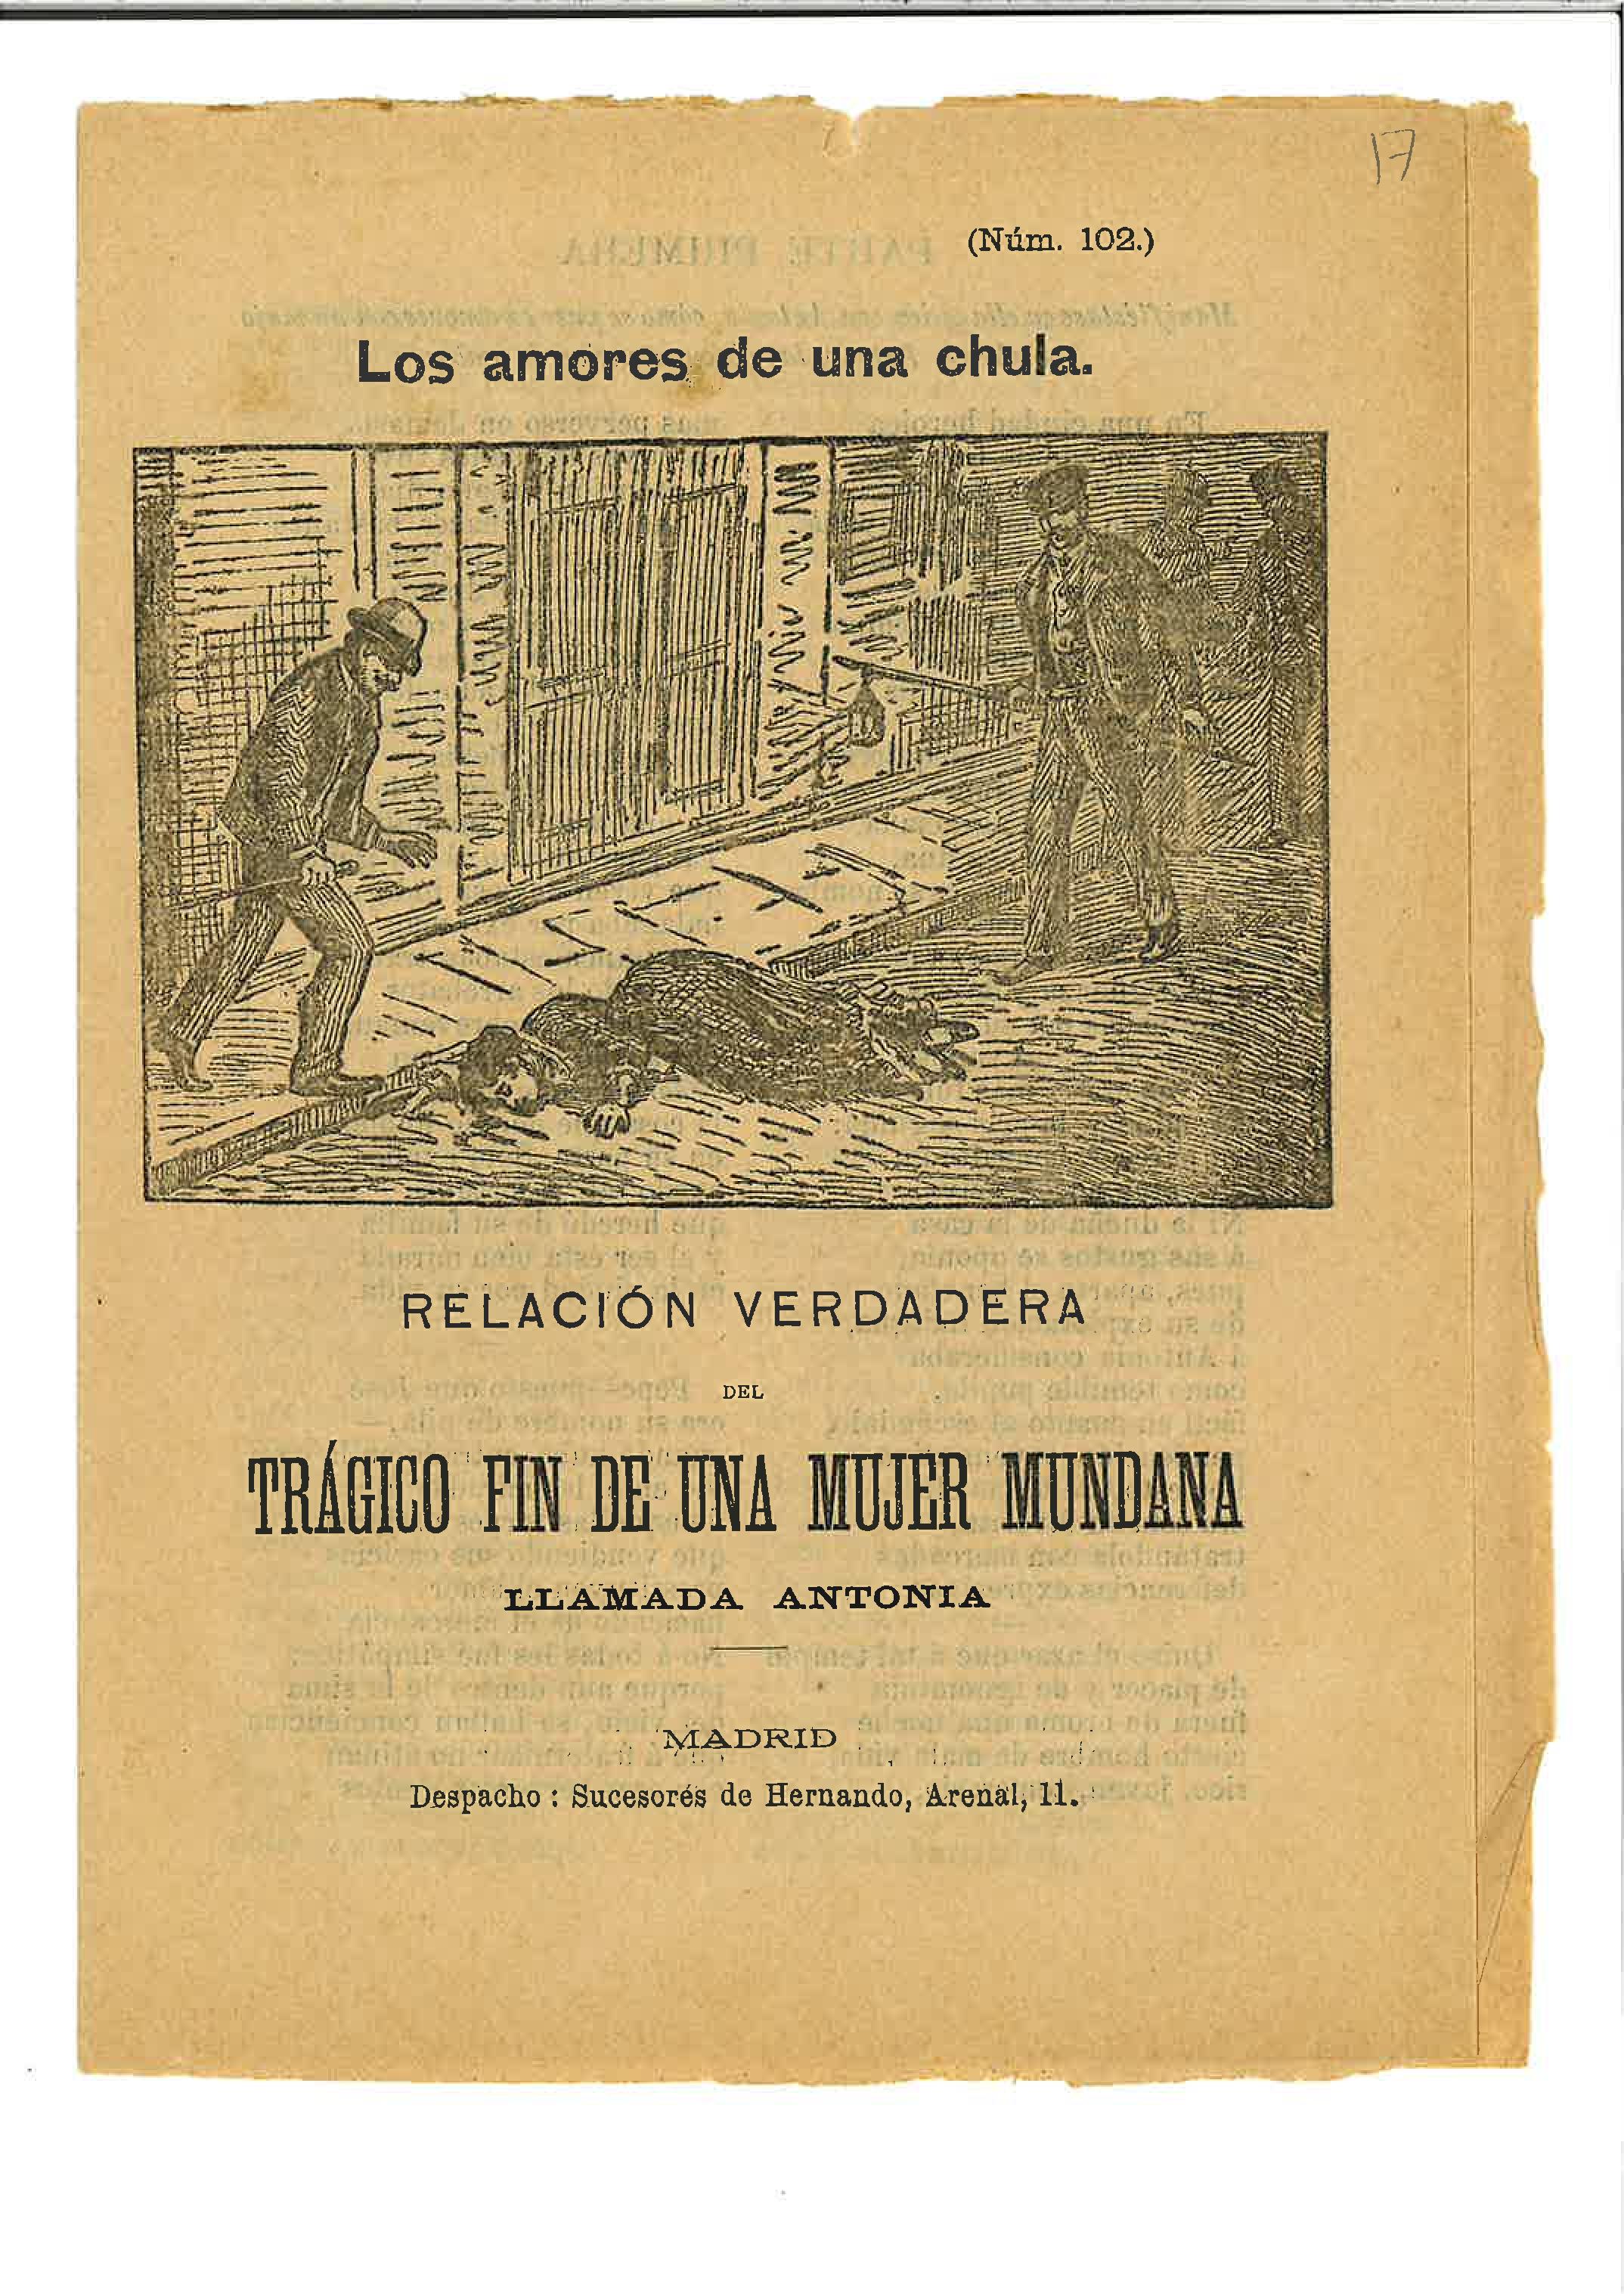 17
(Núm. 102.)
Los amores de una chula.
RELACIÓN VERDADERA
DEL
TRÁGICO FIN DE UNA MUJER MUNDANA
LLAMADA ANTONIA
MADRID
Despacho : Sucesores de Hernando, Arenal, 11.